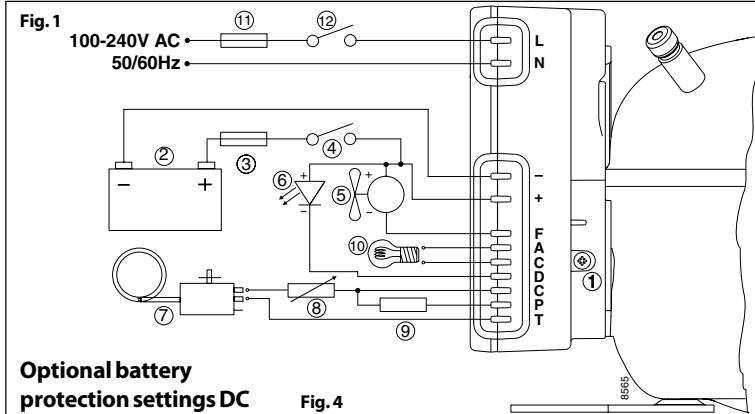 Fig. 1
⑪
⑫
100-240V AC
L
50/60Hz
N
②
③
④
−
+
⑥
+
⑤
+
−
+
−
−
F
⑩
A
C
D
①
C
P
⑦
⑧
T
⑨
8565
Optional battery
protection settings DC
Fig. 4